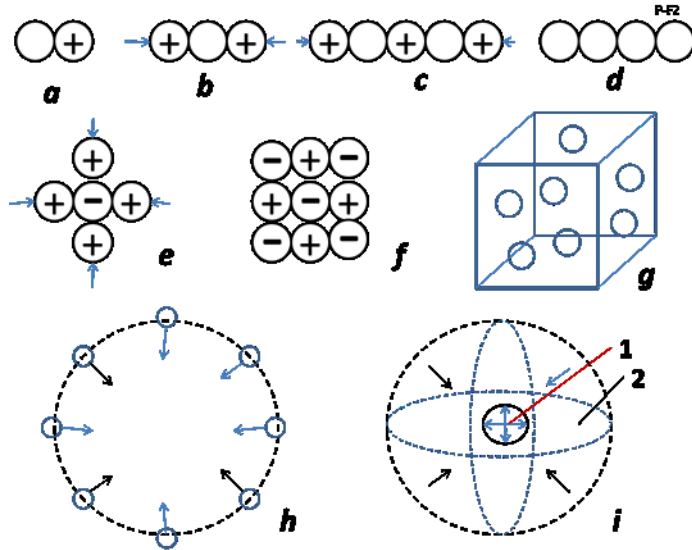 P-F2
+ + + + + +
a b c d
+
+ - +
+
e
- + -
+ - +
- + -
f
g
1
2
h i